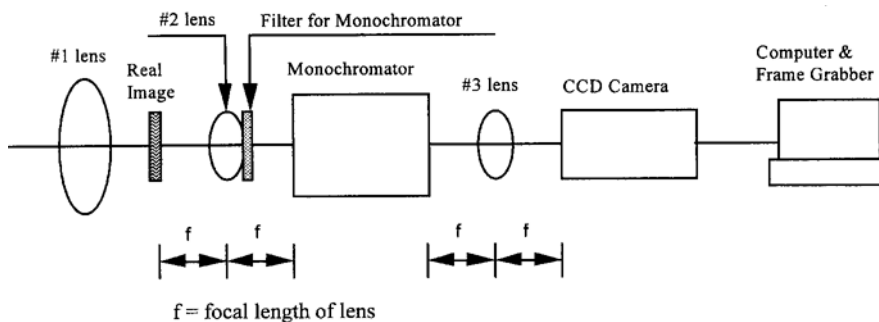 #2 lens
Filter for Monochromator
#1 lens
Real
Image
Monochromator
#3 lens
CCD Camera
Computer &
Frame Grabber
f
f
f
f
f = focal length of lens